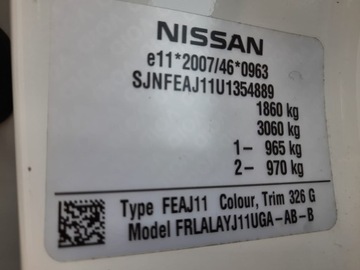 NISSAN
e11*2007/46*0963
SJNFEAJ11U1354889
1860 kg
3060 kg
1- 965 kg
2- 970 kg
Type FEAJ11 Colour, Trim 326 G
Model FRLALAYJ11UGA-AB-B